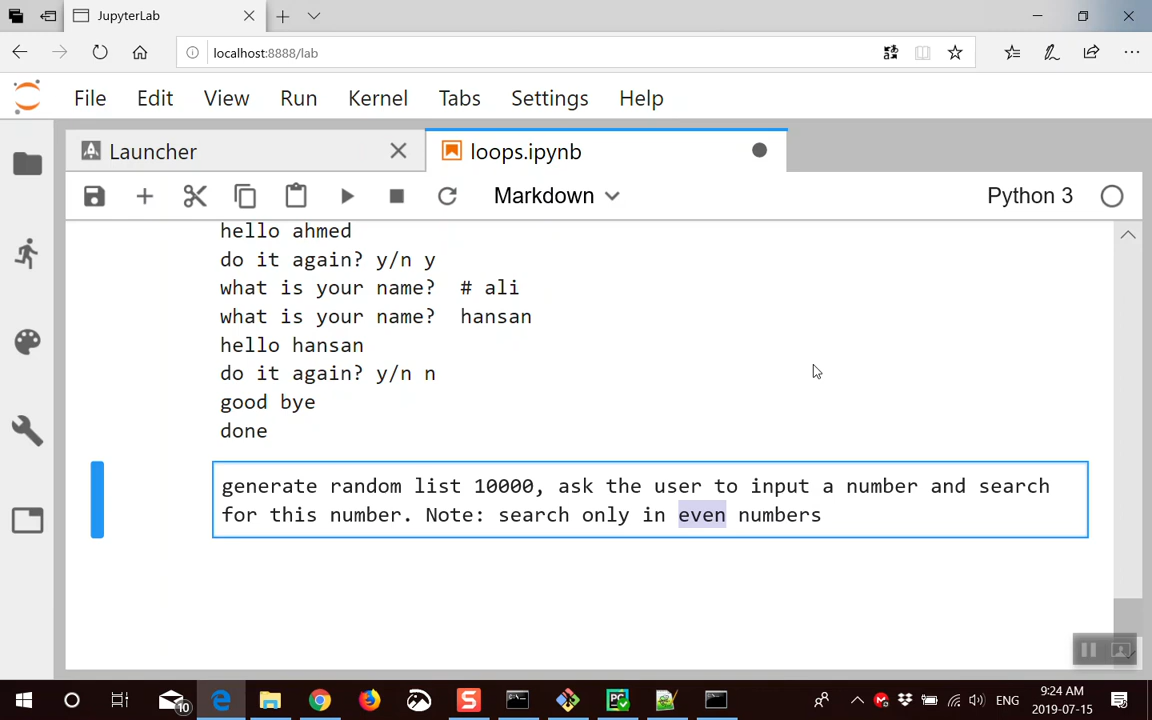 JupyterLab
localhost:8888/lab
File Edit View Run Kernel Tabs Settings Help
Launcher
loops.ipynb
Markdown
Python 3
hello ahmed
do it again? y/n y
what is your name?  # ali
what is your name?  hansan
hello hansan
do it again? y/n n
good bye
done
generate random list 10000, ask the user to input a number and search
for this number. Note: search only in even numbers
10
PC
ENG
9:24 AM
2019-07-15